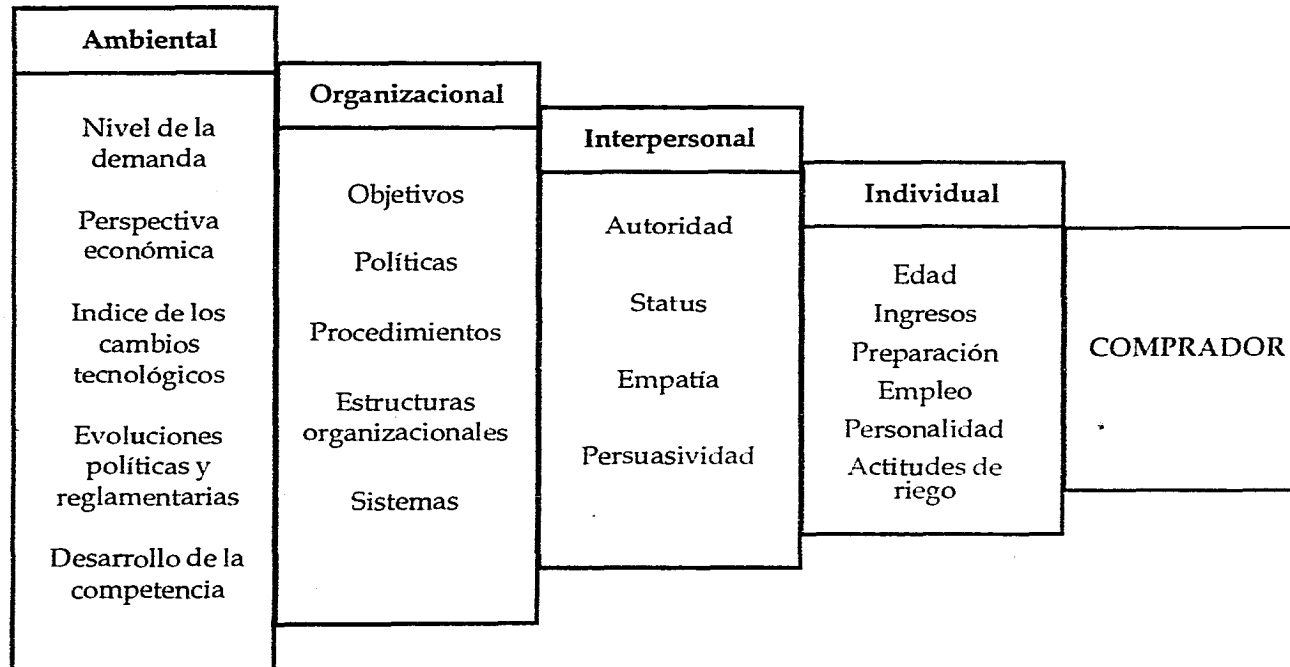 Ambiental
Nivel de la
demanda
Perspectiva
económica
Indice de los
cambios
tecnológicos
Evoluciones
políticas y
reglamentarias
Desarrollo de la
competencia
Organizacional
Objetivos
Políticas
Procedimientos
Estructuras
organizacionales
Sistemas
Interpersonal
Autoridad
Status
Empatía
Persuasividad
Individual
Edad
Ingresos
Preparación
Empleo
Personalidad
Actitudes de
riego
COMPRADOR